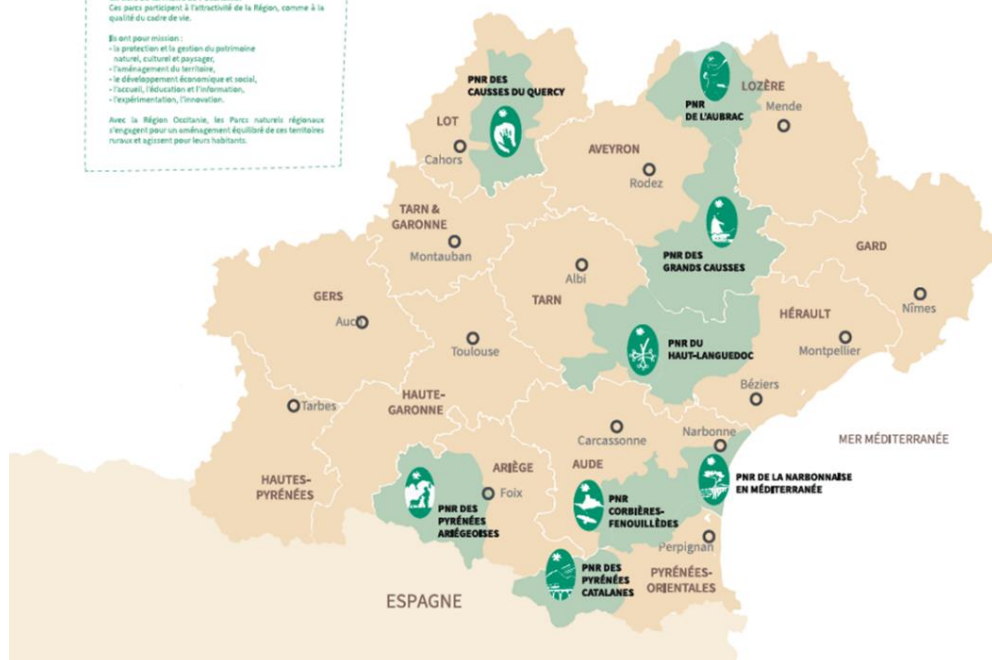 Ces parcs participent à l'attractivité de la Région, comme à la
qualité du cadre de vie.
Ils ont pour mission :
- la protection et la gestion du patrimoine
naturel, culturel et paysager,
- l'aménagement du territoire,
- le développement économique et social,
- l'accueil, l'éducation et l'information,
- l'expérimentation, l'innovation.
Avec la Région Occitanie, les Parcs naturels régionaux
s'engagent pour un aménagement équilibré de ces territoires
ruraux et agissent pour leurs habitants.
PNR DES
CAUSSES DU QUERCY
LOT
Cahors
PNR
DE L'AUBRAC
LOZÈRE
Mende
AVEYRON
Rodez
TARN &
GARONNE
Montauban
PNR DES
GRANDS CAUSSES
GARD
Nîmes
GERS
Auch
TARN
Albi
Toulouse
HÉRAULT
Montpellier
PNR DU
HAUT-LANGUEDOC
Béziers
HAUTE-
GARONNE
Tarbes
Carcassonne
Narbonne
MER MÉDITERRANÉE
HAUTES-
PYRÉNÉES
ARIÈGE
Foix
AUDE
PNR DE LA NARBONNAISE
EN MÉDITERRANÉE
PNR DES
PYRÉNÉES
ARIÉGEOISES
PNR
CORBIÈRES-
FENOUILLÈDES
Perpignan
PNR DES
PYRÉNÉES
CATALANES
PYRÉNÉES-
ORIENTALES
ESPAGNE